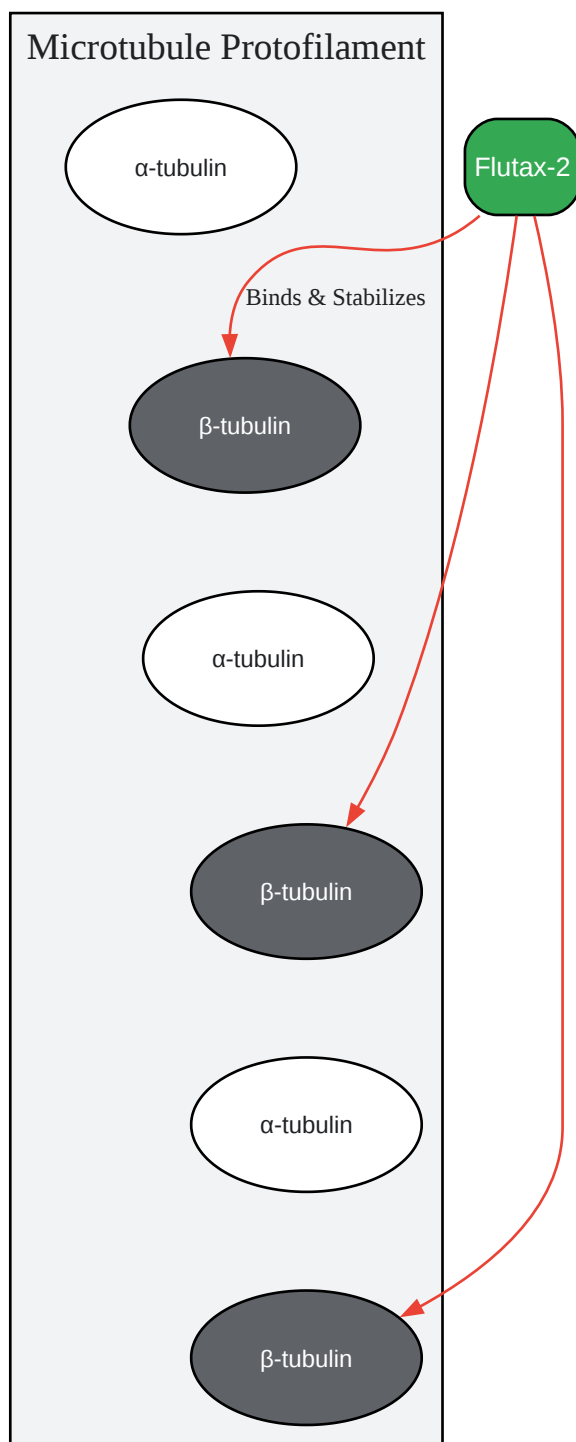 Microtubule Protofilament
α-tubulin
Flutax-2
Binds & Stabilizes
β-tubulin
α-tubulin
β-tubulin
α-tubulin
β-tubulin